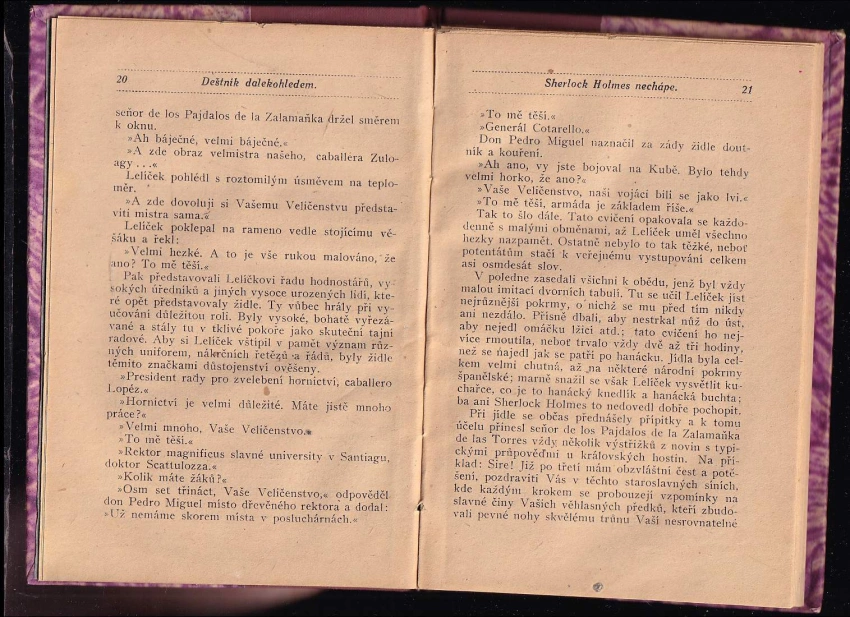 20
Deštník dalekohledem.
seňor de los Pajdalos de la Zalamaňka držel směrem
k oknu.
»Ah báječné, velmi báječné.«
»A zde obraz velmistra našeho, caballera Zulo-
agy . . .«
Lelíček pohlédl s roztomilým úsměvem na teplo-
měr.
»A zde dovoluji si Vašemu Veličenstvu předsta-
viti mistra sama.«
Lelíček poklepal na rameno vedle stojícímu vě-
šáku a řekl:
»Velmi hezké. A to je vše rukou malováno, že
ano? To mě těší.«
Pak představovali Lelíčkovi řadu hodnostářů, vy-
sokých úředníků a jiných vysoce urozených lidí, kte-
ré opět představovaly židle. Ty vůbec hrály při vy-
učování důležitou roli. Byly vysoké, bohatě vyřezá-
vané a stály tu v tklivé pokoře jako skuteční tajní
radové. Aby si Lelíček vštípil v pamět význam růz-
ných uniforem, nákrčních řetězů a řádů, byly židle
těmito značkami důstojenství ověšeny.
»President rady pro zvelebení hornictví, caballero
Lopéz.«
»Hornictví je velmi důležité. Máte jistě mnoho
práce?«
»Velmi mnoho, Vaše Veličenstvo.«
»To mě těší.«
»Rektor magnificus slavné university v Santiagu,
doktor Scattulozza.«
»Kolik máte žáků?«
»Osm set třináct, Vaše Veličenstvo,« odpověděl
don Pedro Miguel místo dřevěného rektora a dodal:
»Už nemáme skorem místa v posluchárnách.«
Sherlock Holmes nechápe.
21
»To mě těší.«
»Generál Cotarello.«
Don Pedro Miguel naznačil za zády židle dout-
ník a kouření.
»Ah ano, vy jste bojoval na Kubě. Bylo tehdy
velmi horko, že ano?«
»Vaše Veličenstvo, naši vojáci bili se jako lvi.«
»To mě těší, armáda je základem říše.«
Tak to šlo dále. Tato cvičení opakovala se každo-
denně s malými obměnami, až Lelíček uměl všechno
hezky nazpamět. Ostatně nebylo to tak těžké, neboť
potentátům stačí k veřejnému vystupování celkem
asi osmdesát slov.
V poledne zasedali všichni k obědu, jenž byl vždy
malou imitací dvorních tabulí. Tu se učil Lelíček jíst
nejrůznější pokrmy, o nichž se mu před tím nikdy
ani nezdálo. Přísně dbali, aby nestrkal nůž do úst,
aby nejedl omáčku lžící atd.; tato cvičení ho nej-
více rmoutila, neboť trvalo vždy dvě až tři hodiny,
než se najedl jak se patří po hanácku. Jídla byla cel-
kem velmi chutná, až na některé národní pokrmy
španělské; marně snažil se však Lelíček vysvětlit ku-
chařce, co je to hanácký knedlík a hanácká buchta;
ba ani Sherlock Holmes to nedovedl dobře pochopit.
Při jídle se občas přednášely přípitky a k tomu
účelu přinesl seňor de los Pajdalos de la Zalamaňka
de las Torres vždy několik výstřižků z novin s typi-
ckými průpověďmi u královských hostin. Na pří-
klad: Sire! Již po třetí mám obzvláštní čest a potě-
šení, pozdraviti Vás v těchto staroslavných síních,
kde každým krokem se probouzejí vzpomínky na
slavné činy Vašich věhlasných předků, kteří zbudo-
vali pevné nohy skvělému trůnu Vaší nesrovnatelné